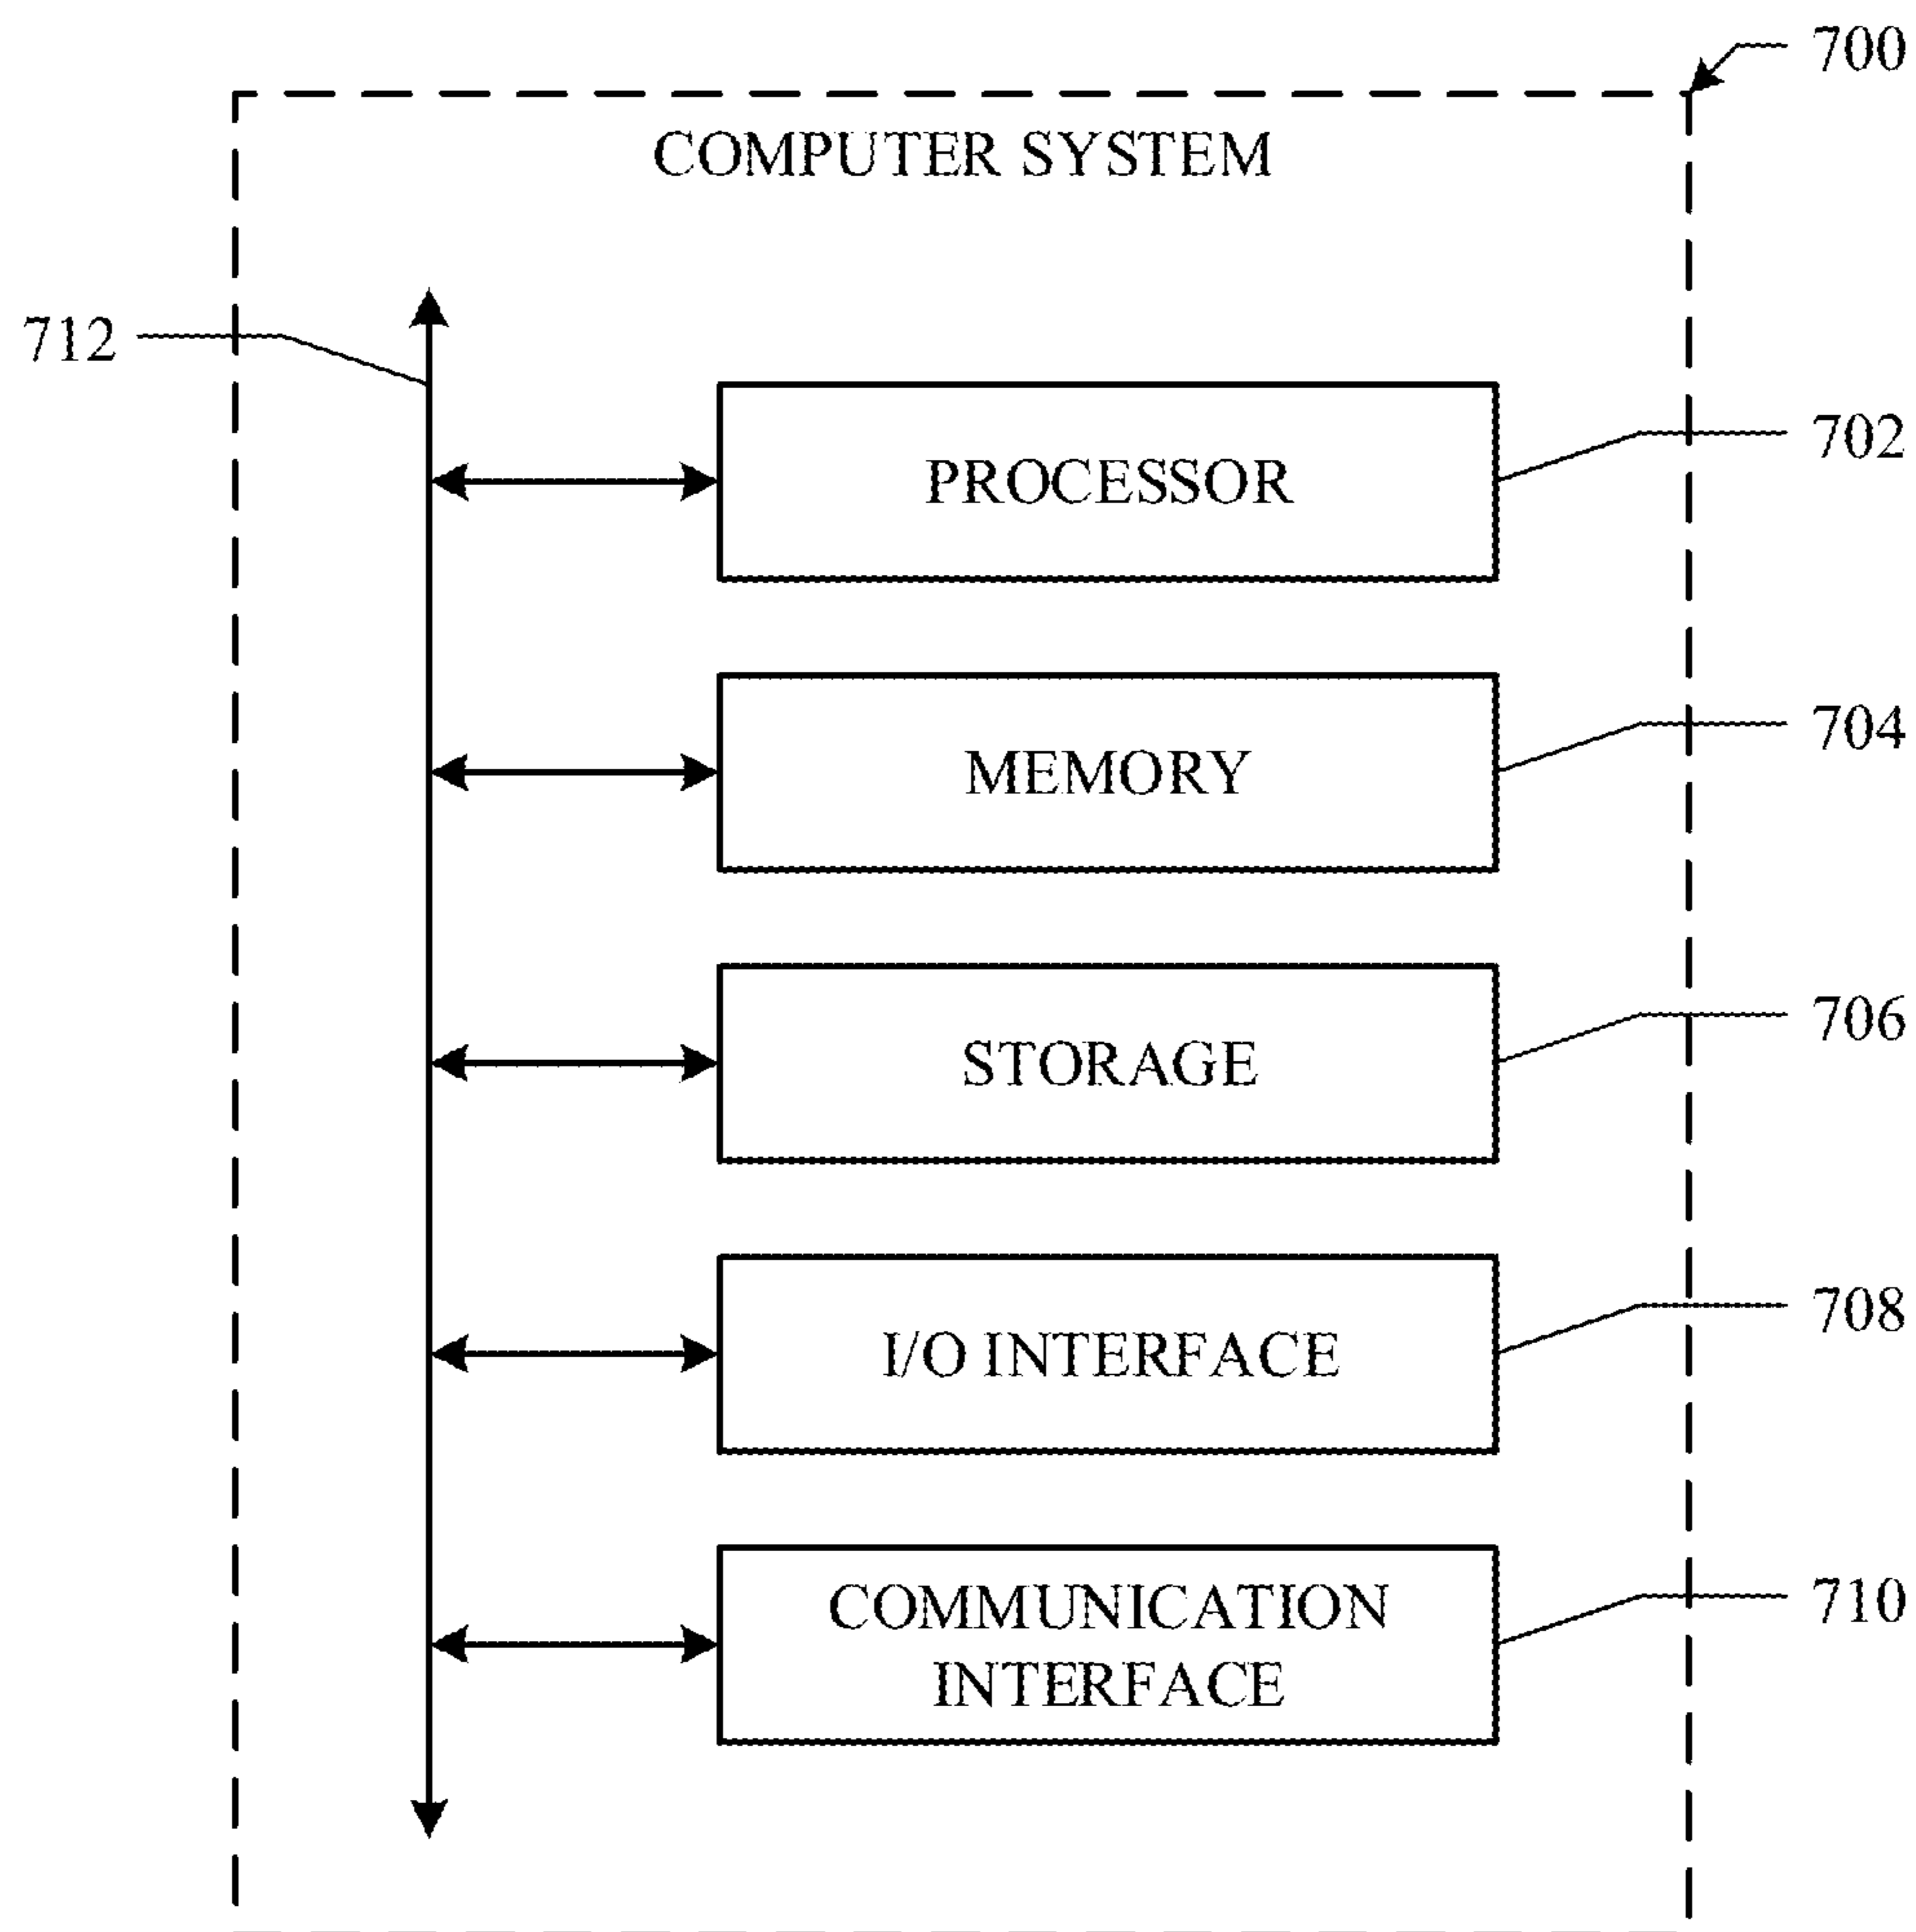 700
COMPUTER SYSTEM
712
702
PROCESSOR
704
MEMORY
706
STORAGE
708
I/O INTERFACE
710
COMMUNICATION
INTERFACE